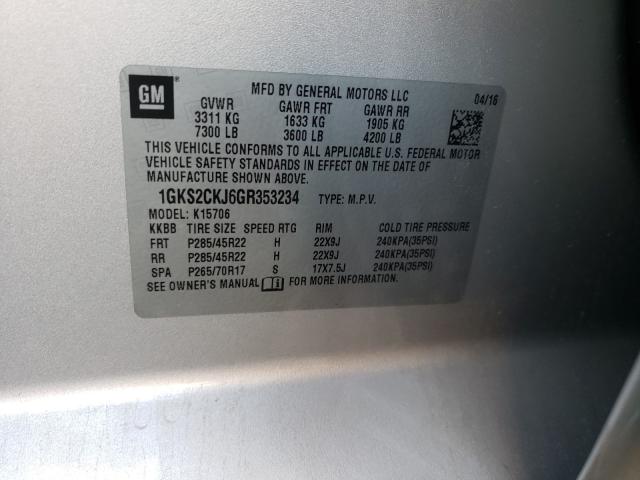 GM
MFD BY GENERAL MOTORS LLC
04/16
GVWR GAWR FRT GAWR RR
3311 KG 1633 KG 1905 KG
7300 LB 3600 LB 4200 LB
THIS VEHICLE CONFORMS TO ALL APPLICABLE U.S. FEDERAL MOTOR
VEHICLE SAFETY STANDARDS IN EFFECT ON THE DATE OF
MANUFACTURE SHOWN ABOVE.
1GKS2CKJ6GR353234 TYPE: M.P.V.
MODEL: K15706
KKBB TIRE SIZE SPEED RTG RIM COLD TIRE PRESSURE
FRT P285/45R22 H 22X9J 240KPA(35PSI)
RR P285/45R22 H 22X9J 240KPA(35PSI)
SPA P265/70R17 S 17X7.5J 240KPA(35PSI)
SEE OWNER'S MANUAL FOR MORE INFORMATION.